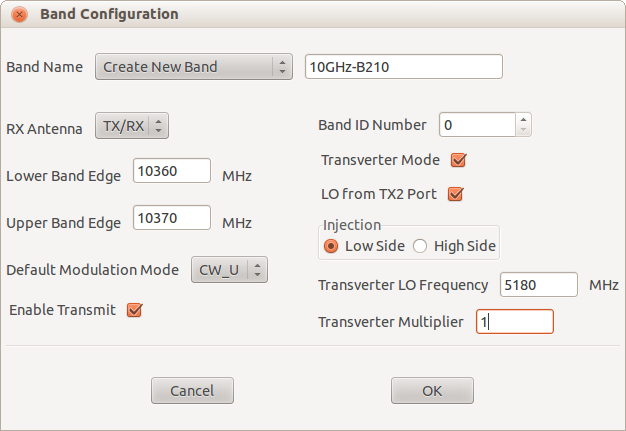 Band Configuration
Band Name Create New Band 10GHz-B210
RX Antenna TX/RX
Band ID Number 0
Lower Band Edge 10360 MHz
Transverter Mode
LO from TX2 Port
Upper Band Edge 10370 MHz
Injection
Low Side High Side
Default Modulation Mode CW_U
Transverter LO Frequency 5180 MHz
Enable Transmit
Transverter Multiplier 1
Cancel OK